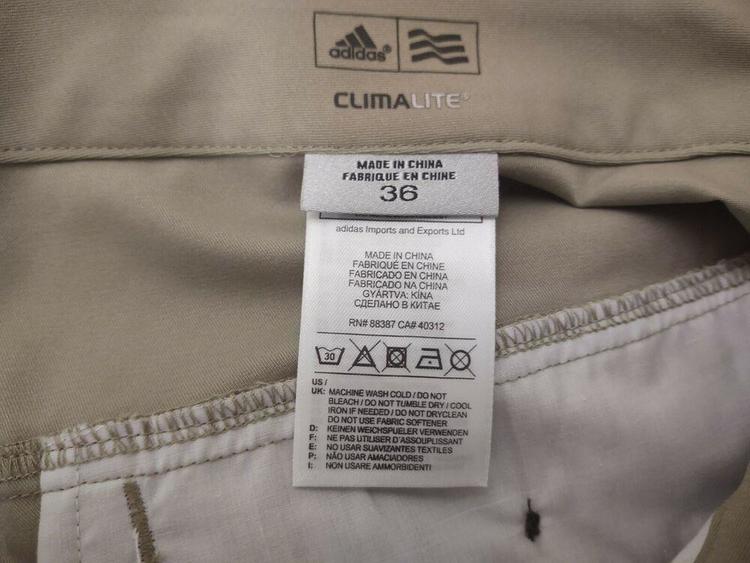 adidas®
CLIMALITE®
MADE IN CHINA
FABRIQUE EN CHINE
36
adidas Imports and Exports Ltd
MADE IN CHINA
FABRIQUÉ EN CHINE
FABRICADO EN CHINA
FABRICADO NA CHINA
GYÁRTVA: KÍNA
СДЕЛАНО В КИТАЕ
RN# 88387 CA# 40312
30
US /
UK: MACHINE WASH COLD / DO NOT
BLEACH / DO NOT TUMBLE DRY / COOL
IRON IF NEEDED / DO NOT DRYCLEAN
DO NOT USE FABRIC SOFTENER
D: KEINEN WEICHSPUELER VERWENDEN
F: NE PAS UTILISER D'ASSOUPLISSANT
E: NO USAR SUAVIZANTES TEXTILES
P: NÃO USAR AMACIADORES
I: NON USARE AMMORBIDENTI